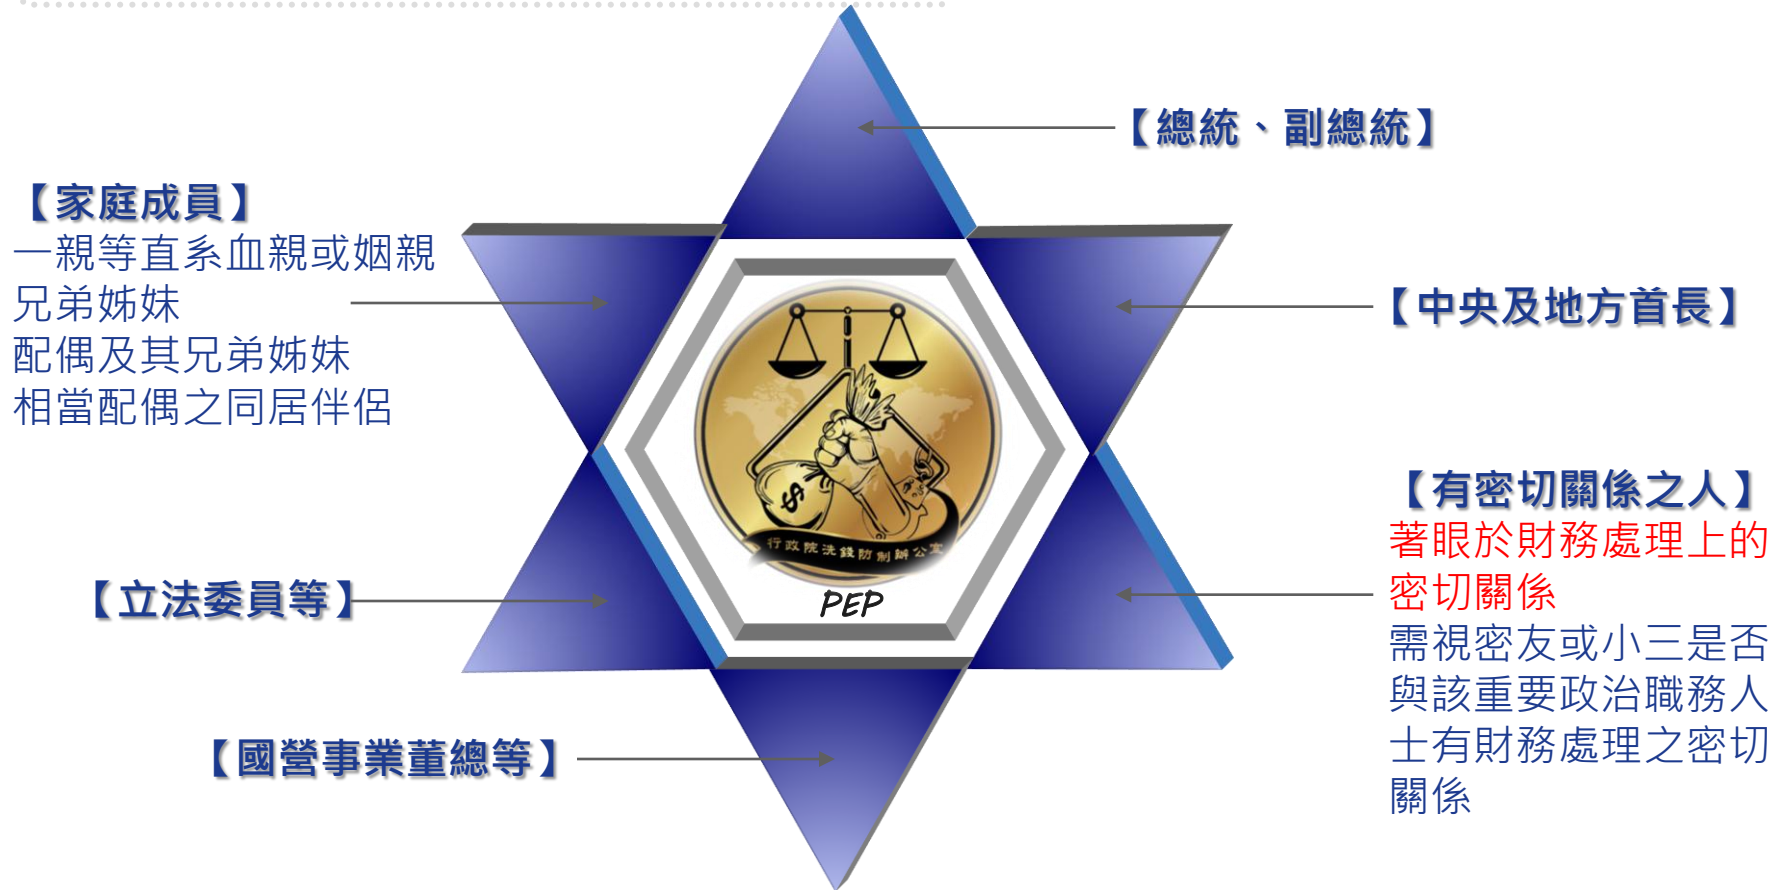 【總統、副總統】
【家庭成員】
一親等直系血親或姻親
兄弟姊妹
配偶及其兄弟姊妹
相當配偶之同居伴侶
【中央及地方首長】
【有密切關係之人】
著眼於財務處理上的
密切關係
需視密友或小三是否
與該重要政治職務人
士有財務處理之密切
關係
【立法委員等】
$
行政院洗錢防制辦公室
PEP
【國營事業董總等】